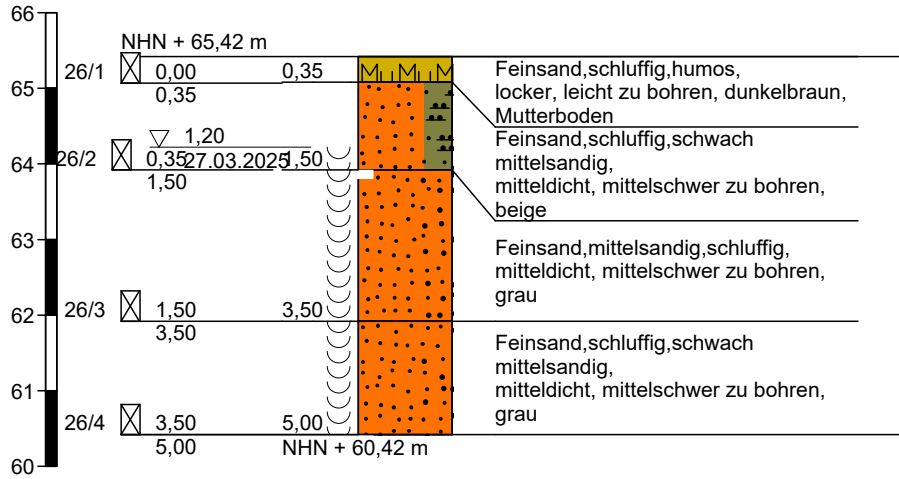 66
NHN + 65,42 m
26/1
0,00
0,35
0,35
65
Feinsand,schluffig,humos,
locker, leicht zu bohren, dunkelbraun,
Mutterboden
1,20
26/2
0,35
27.03.2025
1,50
1,50
64
Feinsand,schluffig,schwach
mittelsandig,
mitteldicht, mittelschwer zu bohren,
beige
63
Feinsand,mittelsandig,schluffig,
mitteldicht, mittelschwer zu bohren,
grau
26/3
1,50
3,50
3,50
62
Feinsand,schluffig,schwach
mittelsandig,
mitteldicht, mittelschwer zu bohren,
grau
61
26/4
3,50
5,00
5,00
NHN + 60,42 m
60